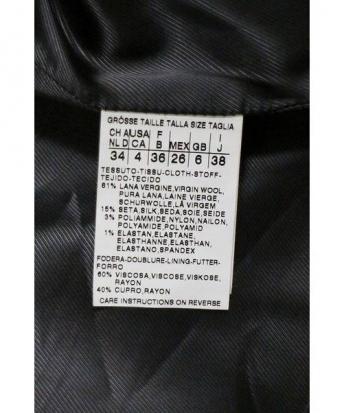 GRÖSSE TAILLE TALLA SIZE TAGLIA
CH A USA F I
NL D CA B MEX GB J
34 4 36 26 6 38
TESSUTO-TISSU-CLOTH-STOFF-
TEJIDO-TECIDO
81% LANA VERGINE, VIRGIN WOOL,
PURA LANA, LAINE VIERGE,
SCHURWOLLE, LÃ VIRGEM
15% SETA, SILK, SEDA, SOIE, SEIDE
3% POLIAMMIDE, NYLON, NAILON,
POLYAMIDE, POLYAMID
1% ELASTAN, ELASTANE,
ELASTHANNE, ELASTHAN,
ELASTANO, SPANDEX
FODERA-DOUBLURE-LINING-FUTTER-
FORRO
60% VISCOSA, VISCOSE, VISKOSE,
RAYON
40% CUPRO, RAYON
CARE INSTRUCTIONS ON REVERSE